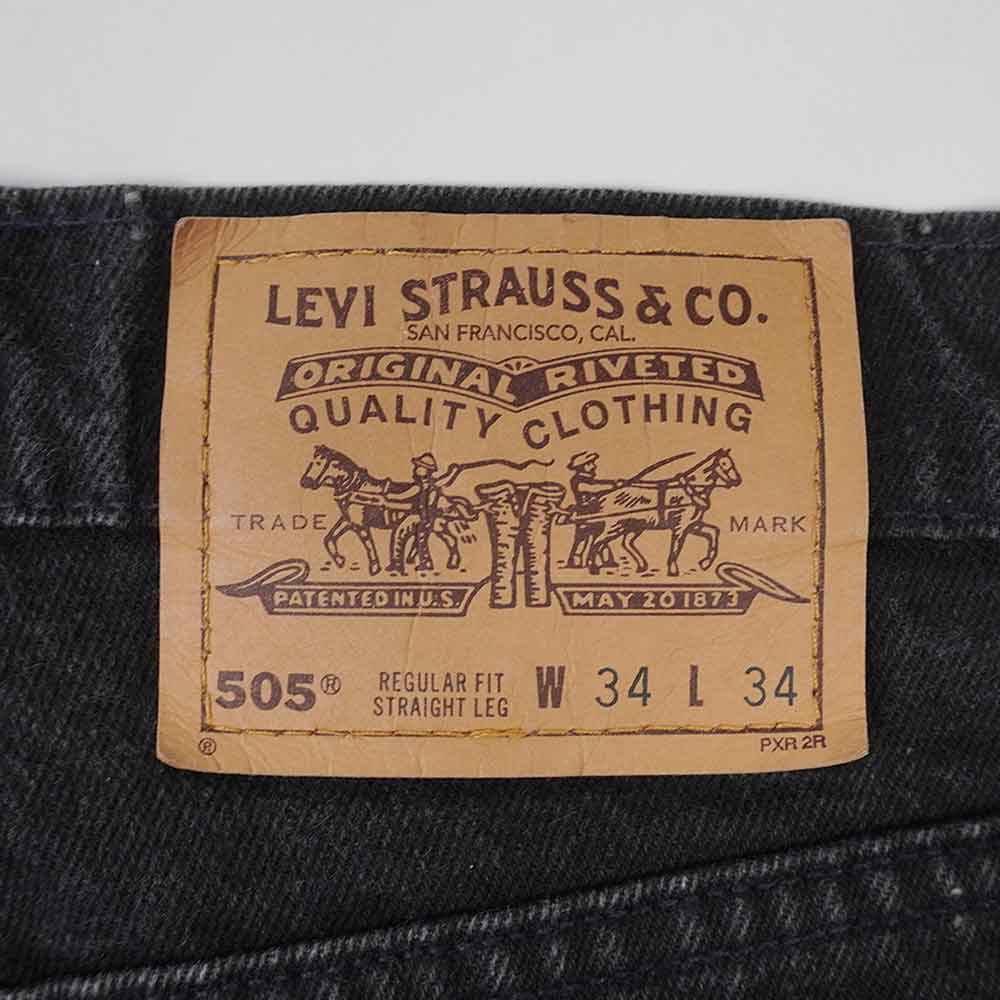 LEVI STRAUSS & CO.
SAN FRANCISCO, CAL.
ORIGINAL RIVETED
QUALITY CLOTHING
TRADE MARK
PATENTED IN U.S. MAY 20 1873
505® REGULAR FIT STRAIGHT LEG W 34 L 34
® PXR 2R